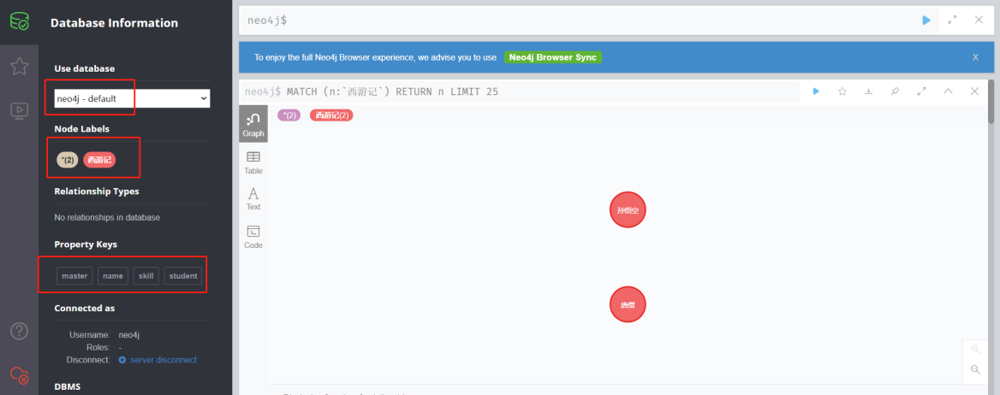 Database Information
Use database
neo4j - default
Node Labels
*(2) 西游记
Relationship Types
No relationships in database
Property Keys
master name skill student
Connected as
Username: neo4j
Roles: -
Disconnect: server disconnect
DBMS
neo4j$
To enjoy the full Neo4j Browser experience, we advise you to use Neo4j Browser Sync X
neo4j$ MATCH (n:`西游记`) RETURN n LIMIT 25
*(2) 西游记(2)
Graph
Table
A
Text
Code
孙悟空
唐僧